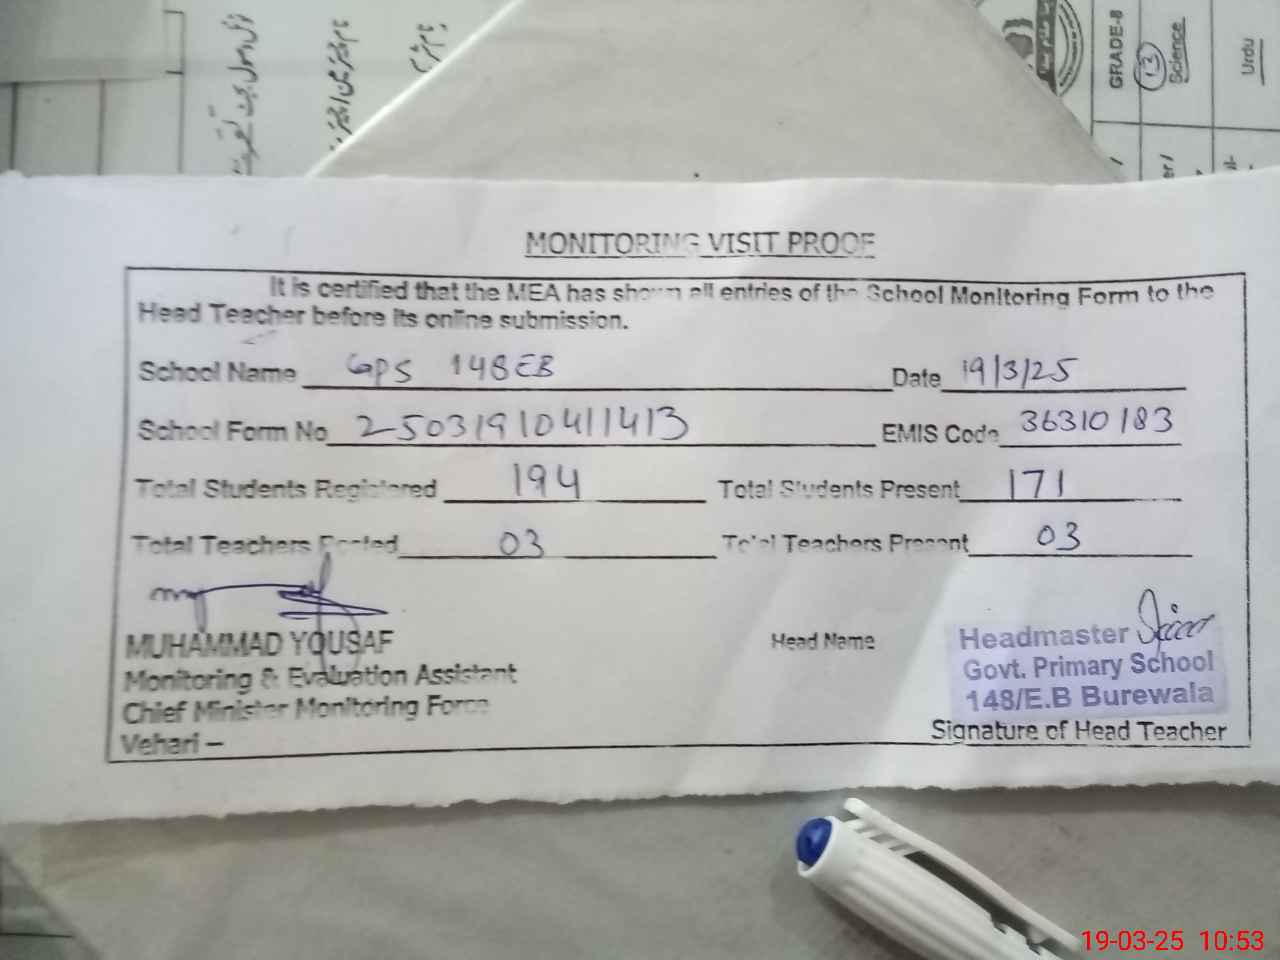 GRADE-8
13
Science
Urdu
MONITORING VISIT PROOF
It is certified that the MEA has shown all entries of the School Monitoring Form to the
Head Teacher before its online submission.
School Name GPS 148EB Date 19/3/25
School Form No 2-5031910411413 EMIS Code 36310183
Total Students Registered 194 Total Students Present 171
Total Teachers Posted 03 Total Teachers Present 03
MUHAMMAD YOUSAF
Monitoring & Evaluation Assistant
Chief Minister Monitoring Force
Vehari –
Head Name
Headmaster
Govt. Primary School
148/E.B Burewala
Signature of Head Teacher
19-03-25 10:53